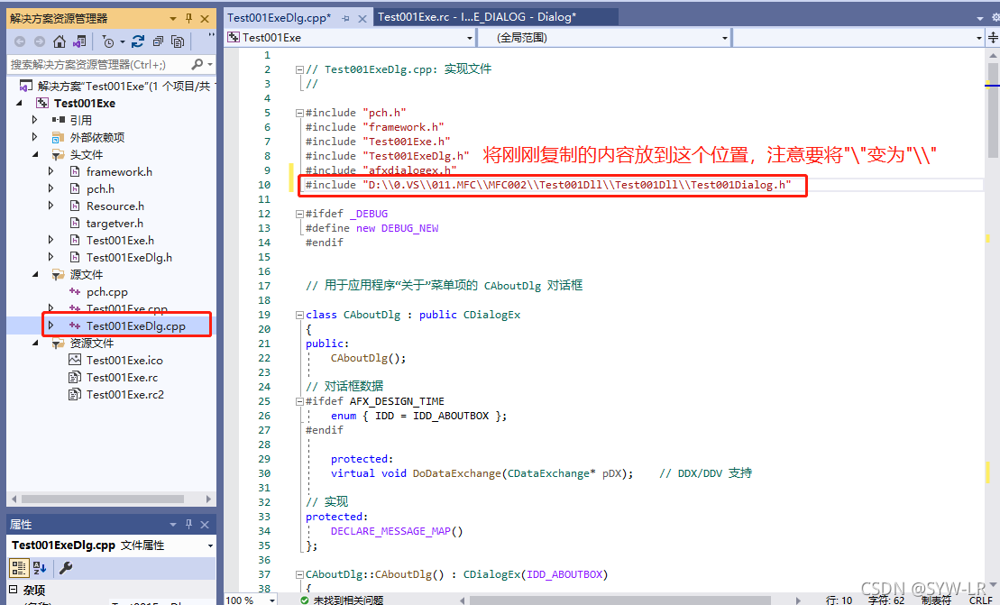 解决方案资源管理器
搜索解决方案资源管理器(Ctrl+;)
解决方案"Test001Exe"(1 个项目/共 1
Test001Exe
引用
外部依赖项
头文件
framework.h
pch.h
Resource.h
targetver.h
Test001Exe.h
Test001ExeDlg.h
源文件
pch.cpp
Test001Exe.cpp
Test001ExeDlg.cpp
资源文件
Test001Exe.ico
Test001Exe.rc
Test001Exe.rc2
属性
Test001ExeDlg.cpp 文件属性
杂项
Test001ExeDlg.cpp*
Test001Exe.rc - I...E_DIALOG - Dialog*
Test001Exe
(全局范围)
1
2 // Test001ExeDlg.cpp: 实现文件
3 //
4
5 #include "pch.h"
6 #include "framework.h"
7 #include "Test001Exe.h"
8 #include "Test001ExeDlg.h"
将刚刚复制的内容放到这个位置，注意要将"\"变为"\\"
9 #include "afxdialogex.h"
10 #include "D:\\0.VS\\011.MFC\\MFC002\\Test001Dll\\Test001Dll\\Test001Dialog.h"
11
12 #ifdef _DEBUG
13 #define new DEBUG_NEW
14 #endif
15
16
17 // 用于应用程序“关于”菜单项的 CAboutDlg 对话框
18
19 class CAboutDlg : public CDialogEx
20 {
21 public:
22 CAboutDlg();
23
24 // 对话框数据
25 #ifdef AFX_DESIGN_TIME
26 enum { IDD = IDD_ABOUTBOX };
27 #endif
28
29 protected:
30 virtual void DoDataExchange(CDataExchange* pDX); // DDX/DDV 支持
31
32 // 实现
33 protected:
34 DECLARE_MESSAGE_MAP()
35 };
36
37 CAboutDlg::CAboutDlg() : CDialogEx(IDD_ABOUTBOX)
38 {
100 %
未找到相关问题
行: 10 字符: 62 制表符 CRLF
CSDN @SYW-LR